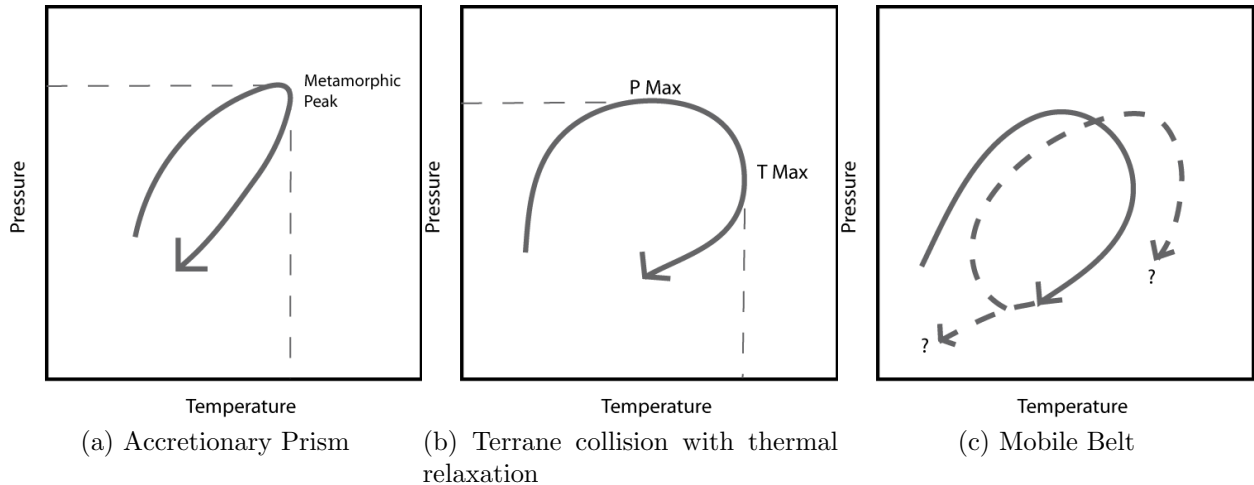 Pressure
Metamorphic
Peak
Temperature
(a) Accretionary Prism
Pressure
P Max
T Max
Temperature
(b) Terrane collision with thermal
relaxation
Pressure
?
?
Temperature
(c) Mobile Belt